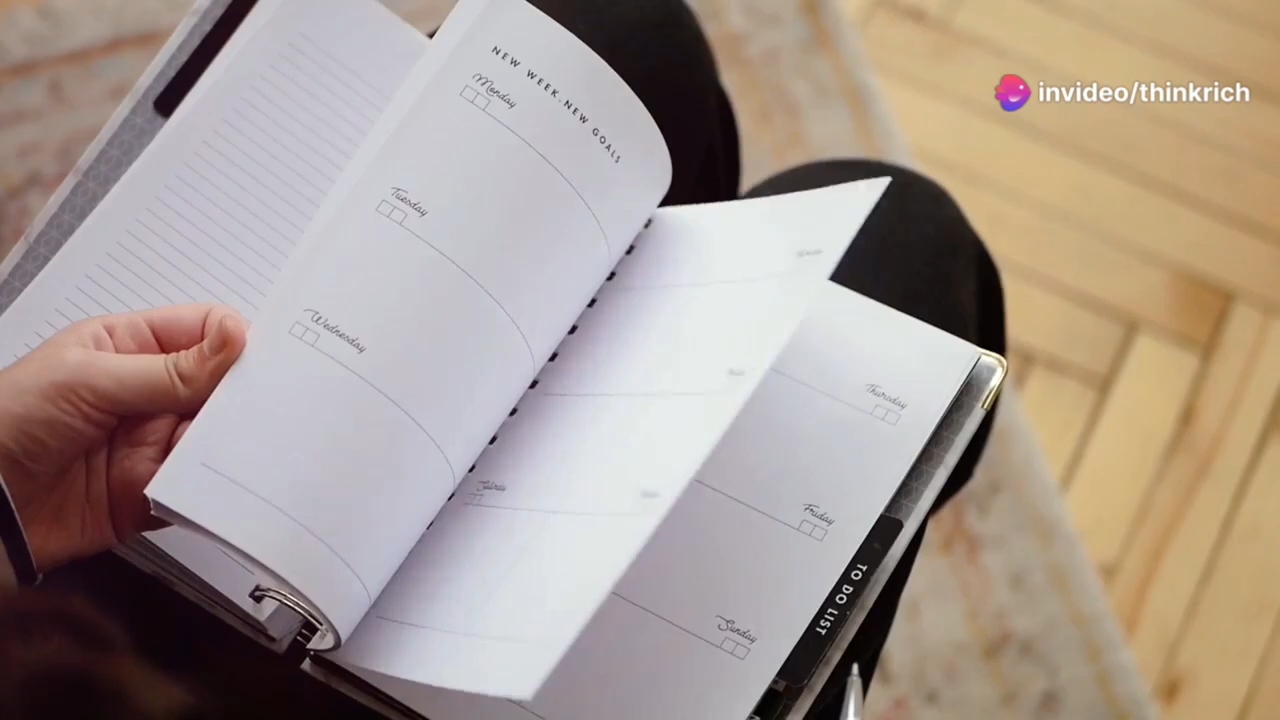 invideo/thinkrich
NEW WEEK. NEW GOALS
Monday
Tuesday
Wednesday
Thursday
Friday
Sunday
TO DO LIST